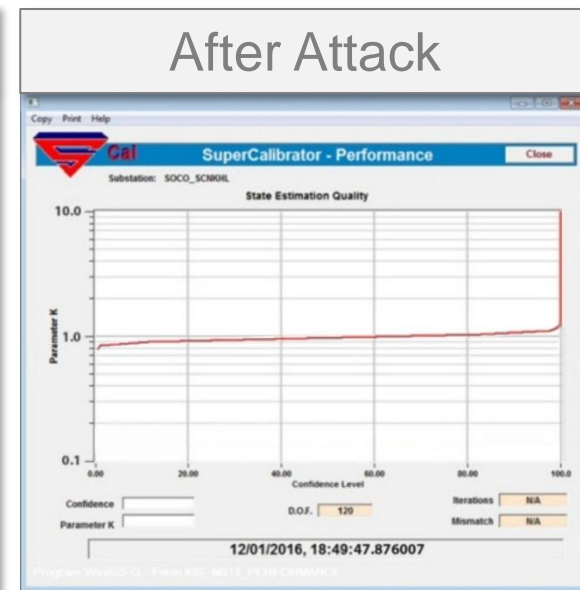 After Attack
Copy Print Help
Cal SuperCalibrator - Performance Close
Substation: SOCO_SCNKHL
State Estimation Quality
10.0
Parameter K
1.0
0.1
0.00 20.00 40.00 60.00 80.00 100.0
Confidence Level
Confidence
D.O.F. 120
Iterations N/A
Parameter K
Mismatch N/A
12/01/2016, 18:49:47.876007